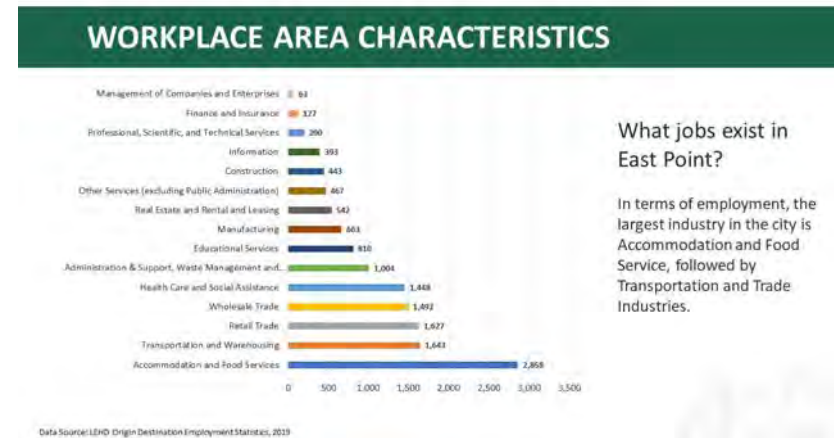 WORKPLACE AREA CHARACTERISTICS
Management of Companies and Enterprises
Finance and Insurance 127
Professional, Scientific, and Technical Services 200
Information 393
Construction 443
Other Services (excluding Public Administration) 467
Real Estate and Rental and Leasing 542
Manufacturing
Educational Services 810
Administration & Support, Waste Management and.. 1,004
Health Care and Social Assistance 1,448
Wholesale Trade 1,492
Retail Trade 1,627
Transportation and Warehousing 1,643
Accommodation and Food Services 2,858
0 500 1,000 1,500 2,000 2,500 3,000 3,500
What jobs exist in
East Point?
In terms of employment, the
largest industry in the city is
Accommodation and Food
Service, followed by
Transportation and Trade
Industries.
Data Source: LEHD Origin Destination Employment Statistics, 2019